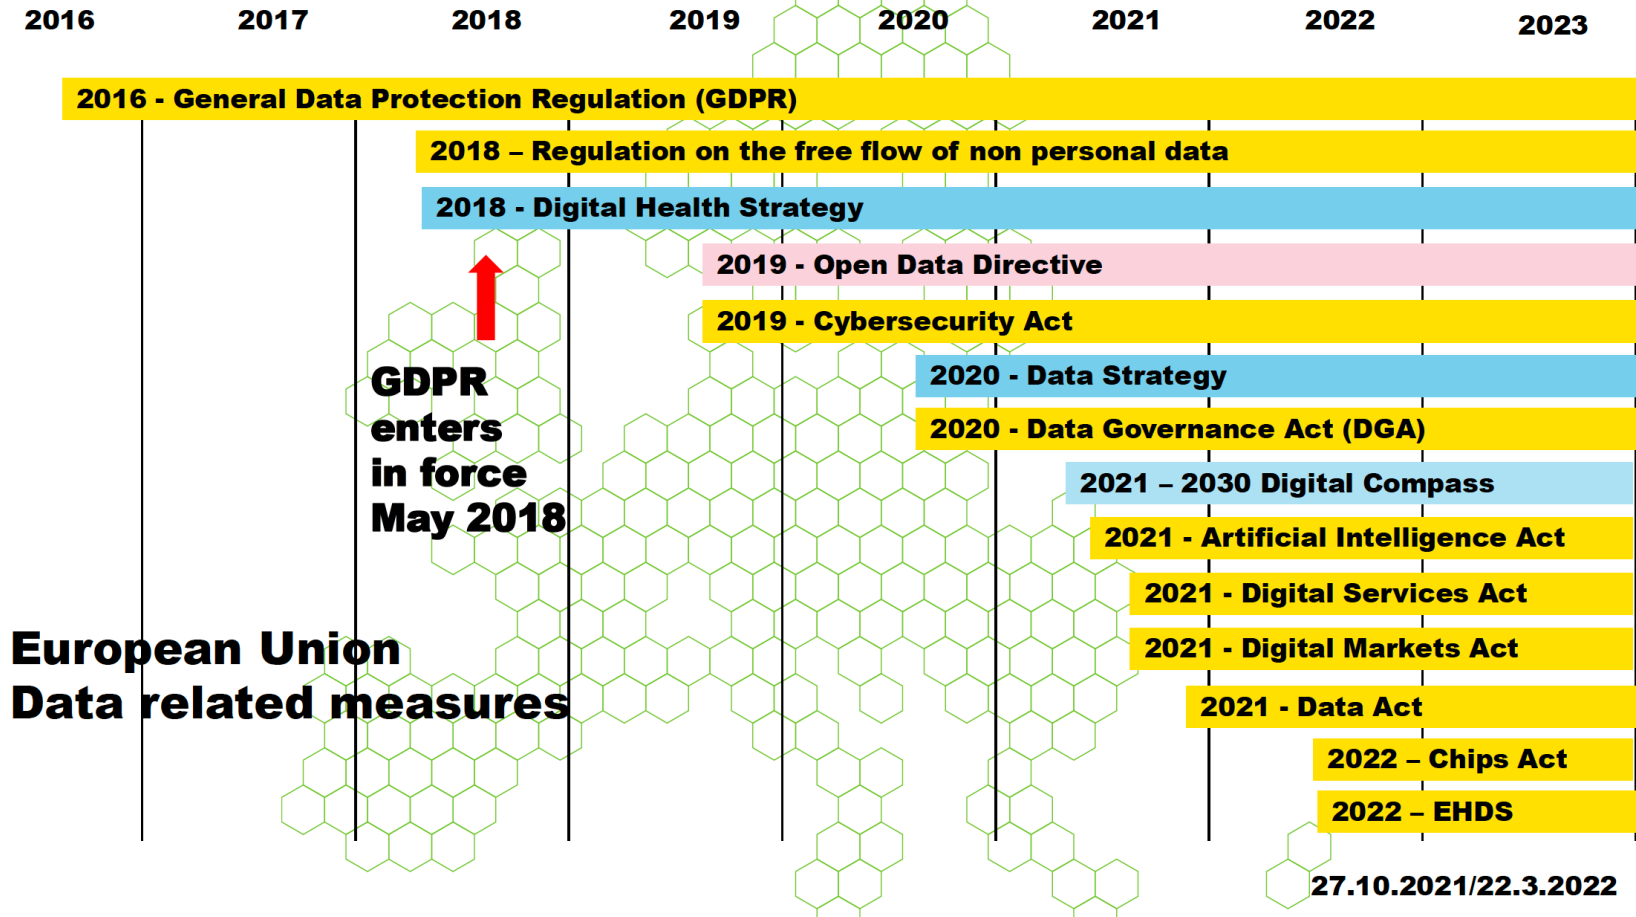 2016 2017 2018 2019 2020 2021 2022 2023
2016 - General Data Protection Regulation (GDPR)
2018 – Regulation on the free flow of non personal data
2018 - Digital Health Strategy
2019 - Open Data Directive
2019 - Cybersecurity Act
2020 - Data Strategy
2020 - Data Governance Act (DGA)
2021 – 2030 Digital Compass
2021 - Artificial Intelligence Act
2021 - Digital Services Act
2021 - Digital Markets Act
2021 - Data Act
2022 – Chips Act
2022 – EHDS
GDPR
enters
in force
May 2018
European Union
Data related measures
27.10.2021/22.3.2022